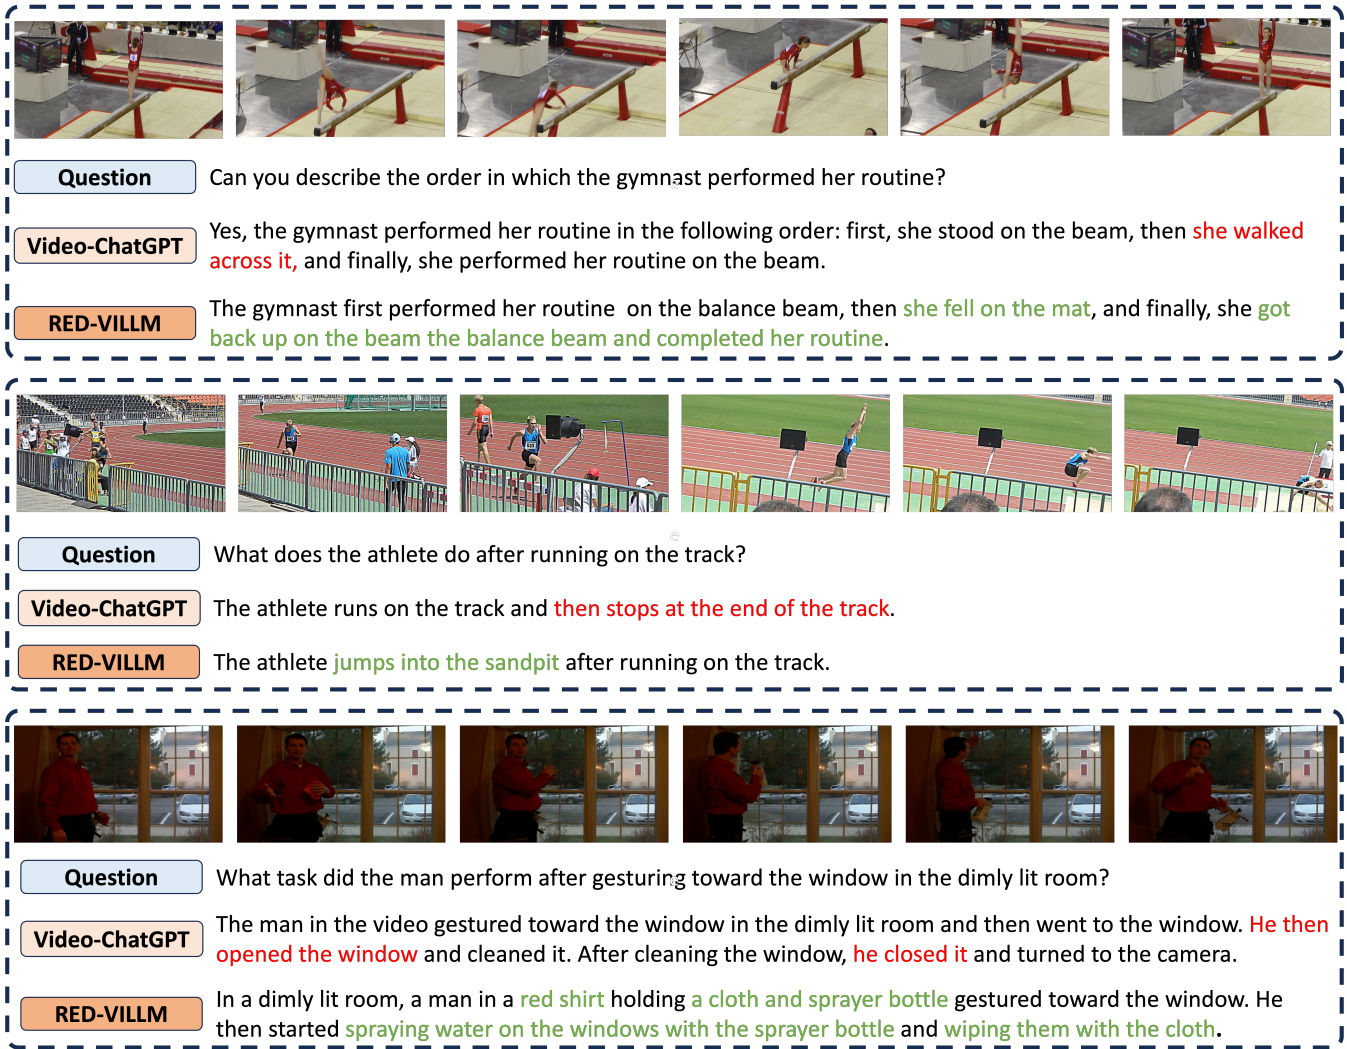 Question
Can you describe the order in which the gymnast performed her routine?
Video-ChatGPT
Yes, the gymnast performed her routine in the following order: first, she stood on the beam, then she walked
across it, and finally, she performed her routine on the beam.
RED-VILLM
The gymnast first performed her routine on the balance beam, then she fell on the mat, and finally, she got
back up on the beam the balance beam and completed her routine.
Question
What does the athlete do after running on the track?
Video-ChatGPT
The athlete runs on the track and then stops at the end of the track.
RED-VILLM
The athlete jumps into the sandpit after running on the track.
Question
What task did the man perform after gesturing toward the window in the dimly lit room?
Video-ChatGPT
The man in the video gestured toward the window in the dimly lit room and then went to the window. He then
opened the window and cleaned it. After cleaning the window, he closed it and turned to the camera.
RED-VILLM
In a dimly lit room, a man in a red shirt holding a cloth and sprayer bottle gestured toward the window. He
then started spraying water on the windows with the sprayer bottle and wiping them with the cloth.